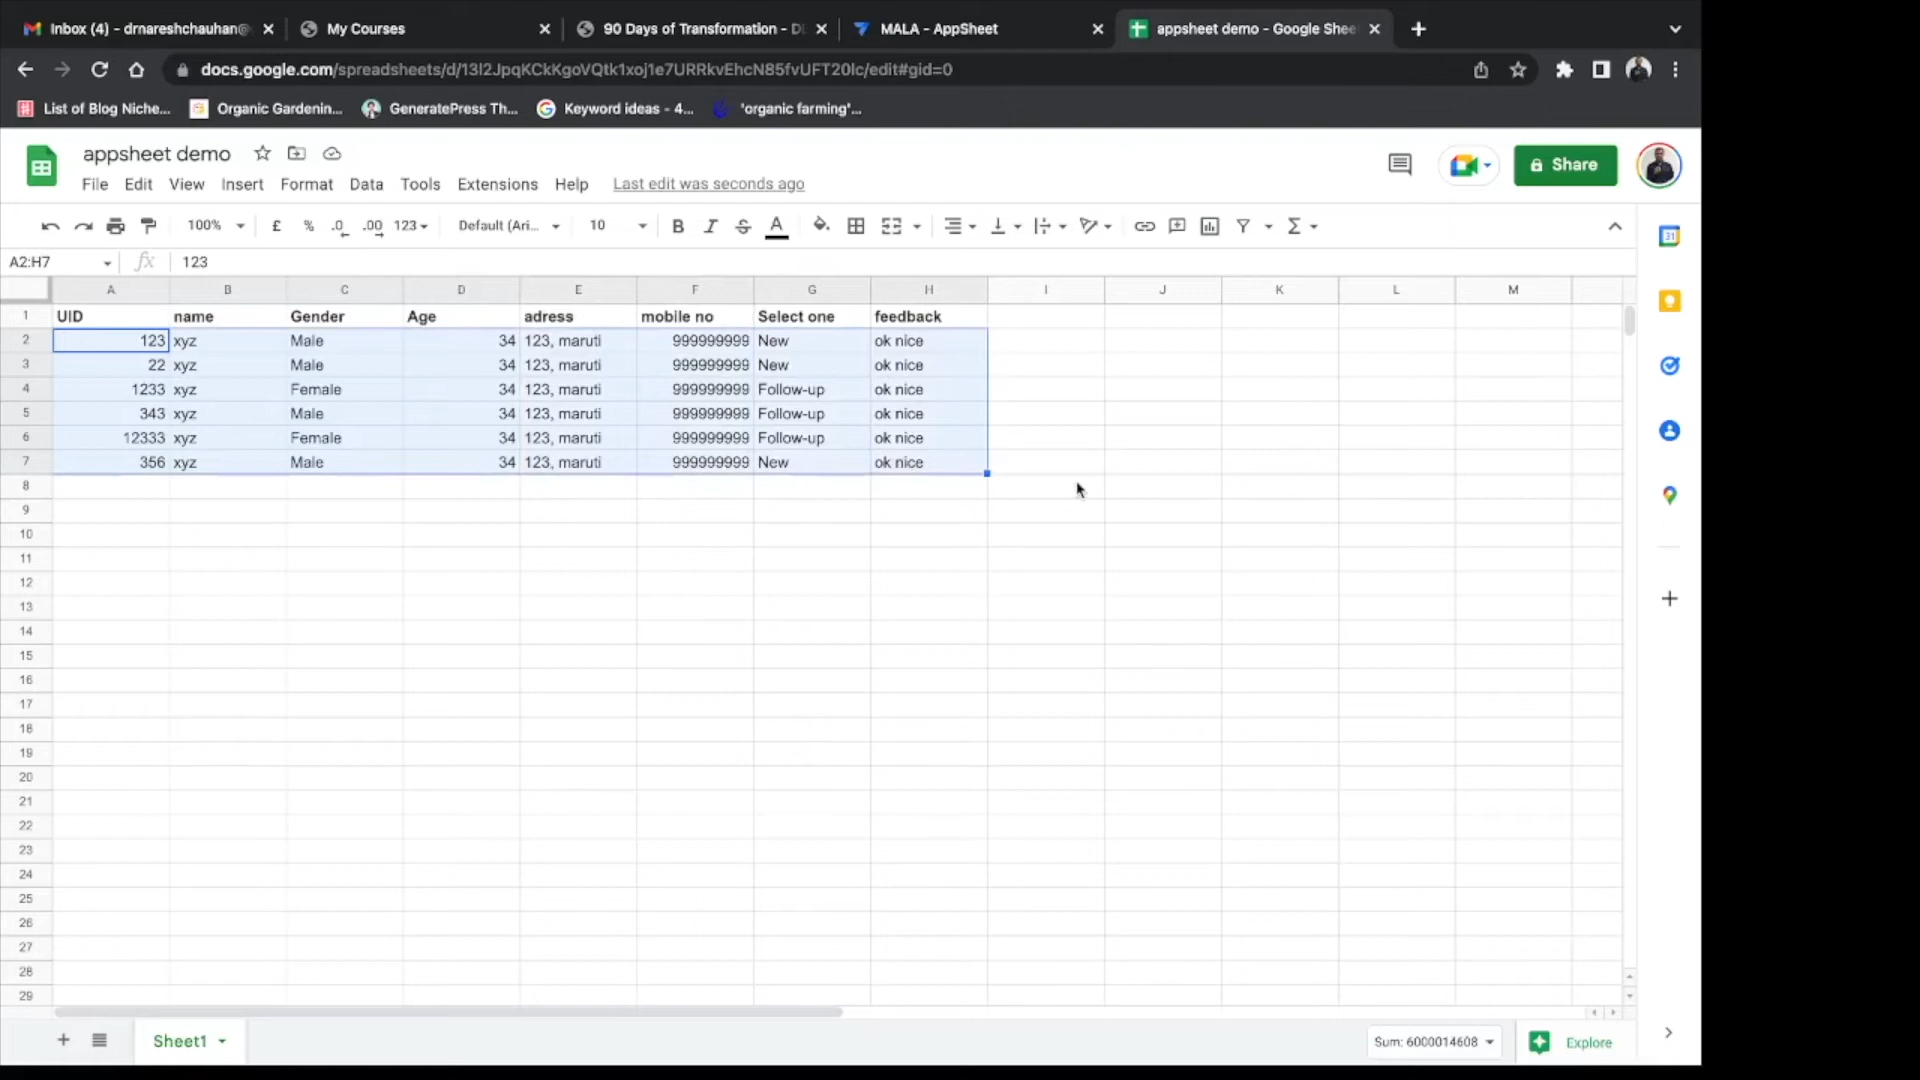 Inbox (4) - drnareshchauhan@ My Courses 90 Days of Transformation - D MALA - AppSheet appsheet demo - Google Shee
docs.google.com/spreadsheets/d/13I2JpqKCkKgoVQtk1xoj1e7URRkvEhcN85fvUFT20Ic/edit#gid=0
List of Blog Niche... Organic Gardenin... GeneratePress Th... Keyword ideas - 4... 'organic farming'...
appsheet demo
Share
File Edit View Insert Format Data Tools Extensions Help Last edit was seconds ago
100% £ % .0 .00 123 Default (Ari... 10 B I S A Σ
31
A2:H7 fx 123
A B C D E F G H I J K L M
1 UID name Gender Age adress mobile no Select one feedback
2 123 xyz Male 34 123, maruti 999999999 New ok nice
3 22 xyz Male 34 123, maruti 999999999 New ok nice
4 1233 xyz Female 34 123, maruti 999999999 Follow-up ok nice
5 343 xyz Male 34 123, maruti 999999999 Follow-up ok nice
6 12333 xyz Female 34 123, maruti 999999999 Follow-up ok nice
7 356 xyz Male 34 123, maruti 999999999 New ok nice
8
9
10
11
12
13
14
15
16
17
18
19
20
21
22
23
24
25
26
27
28
29
Sheet1 Sum: 6000014608 Explore